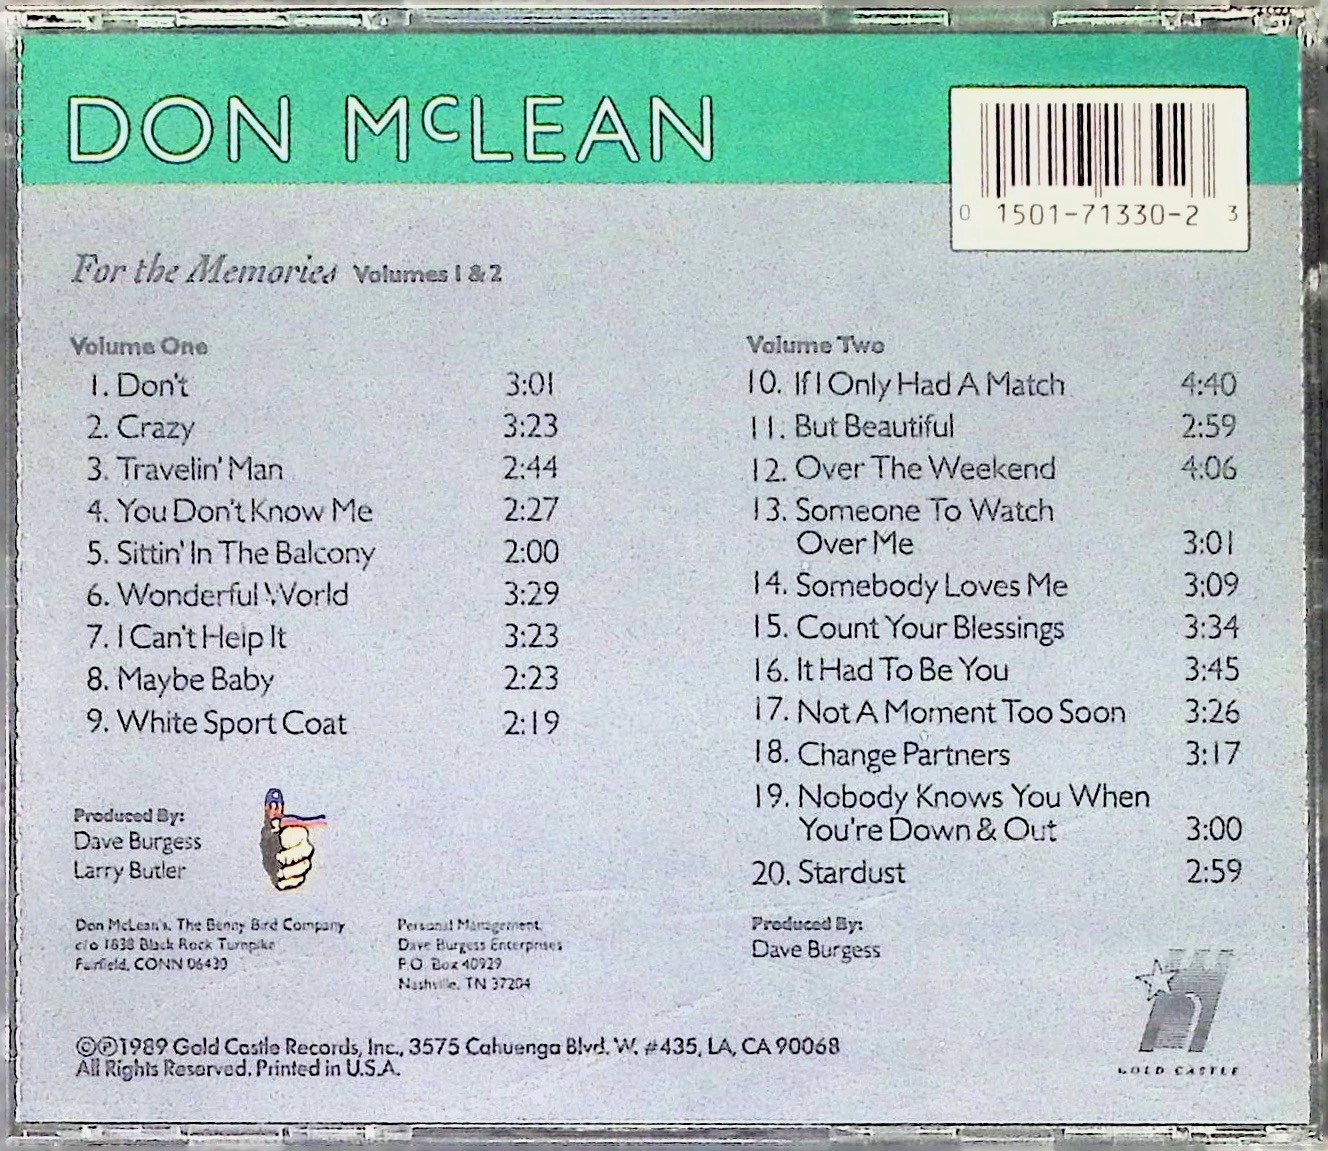 DON McLEAN
0 1501-71330-2 3
For the Memories Volumes 1 & 2
Volume One
1. Don't 3:01
2. Crazy 3:23
3. Travelin' Man 2:44
4. You Don't Know Me 2:27
5. Sittin' In The Balcony 2:00
6. Wonderful World 3:29
7. I Can't Help It 3:23
8. Maybe Baby 2:23
9. White Sport Coat 2:19
Produced By:
Dave Burgess
Larry Butler
Don McLean's, The Benny Bird Company
c/o 1838 Black Rock Turnpike
Fairfield, CONN 06430
Personal Management:
Dave Burgess Enterprises
P.O. Box 40929
Nashville, TN 37204
Volume Two
10. If I Only Had A Match 4:40
11. But Beautiful 2:59
12. Over The Weekend 4:06
13. Someone To Watch
Over Me 3:01
14. Somebody Loves Me 3:09
15. Count Your Blessings 3:34
16. It Had To Be You 3:45
17. Not A Moment Too Soon 3:26
18. Change Partners 3:17
19. Nobody Knows You When
You're Down & Out 3:00
20. Stardust 2:59
Produced By:
Dave Burgess
©℗1989 Gold Castle Records, Inc., 3575 Cahuenga Blvd. W. #435, LA, CA 90068
All Rights Reserved. Printed in U.S.A.
GOLD CASTLE